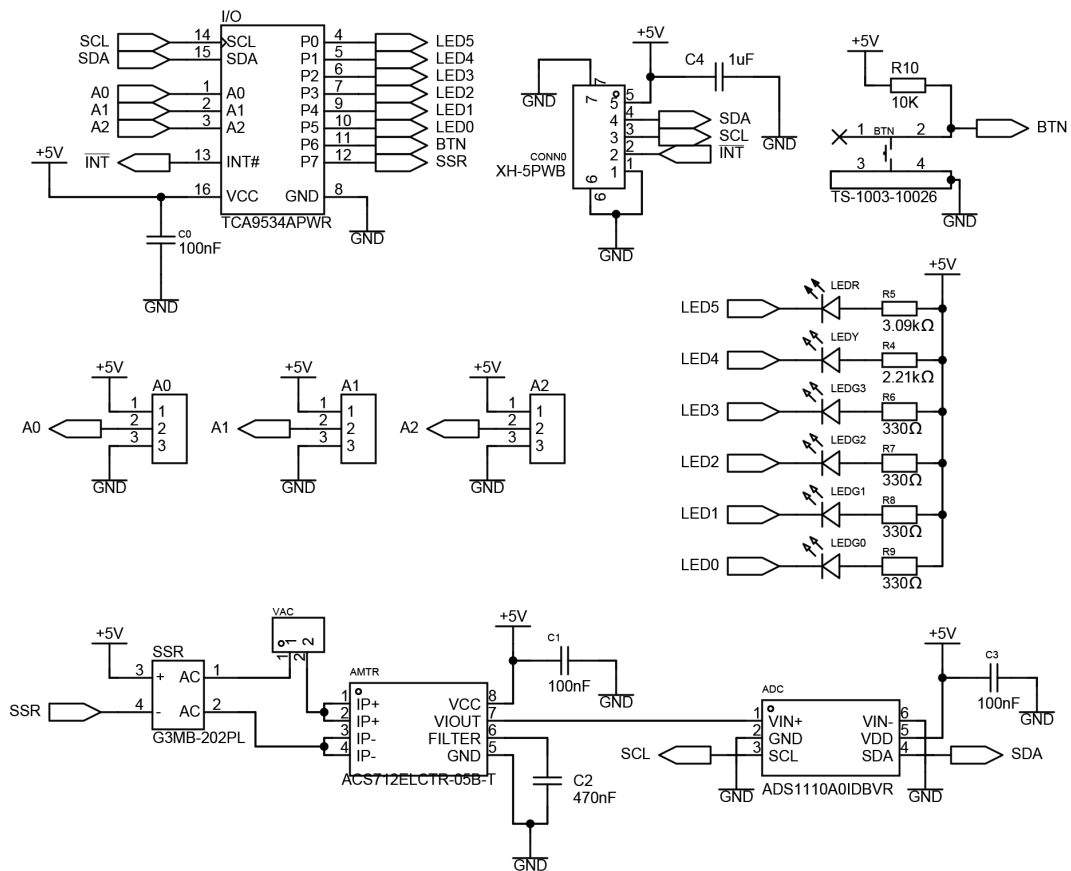 I/O
SCL 14 SCL P0 4 LED5
SDA 15 SDA P1 5 LED4
P2 6 LED3
A0 1 A0 P3 7 LED2
A1 2 A1 P4 9 LED1
A2 3 A2 P5 10 LED0
P6 11 BTN
INT 13 INT# P7 12 SSR
+5V
16 VCC GND 8
TCA9534APWR
GND
C0
100nF
GND
+5V
C4 1uF
7
GND
7 5 5
4 4 SDA
3 3 SCL
2 2 INT
CONN0
XH-5PWB
6 1 1
6
GND
GND
+5V
R10
10K
1 BTN 2 BTN
3 4
TS-1003-10026
GND
+5V
LED5 LEDR R5
3.09kΩ
LED4 LEDY R4
2.21kΩ
LED3 LEDG3 R6
330Ω
LED2 LEDG2 R7
330Ω
LED1 LEDG1 R8
330Ω
LED0 LEDG0 R9
330Ω
+5V A0
1 1
A0 2 2
3 3
GND
+5V A1
1 1
A1 2 2
3 3
GND
+5V A2
1 1
A2 2 2
3 3
GND
VAC
1 2
1 2
+5V
SSR
3 + AC 1
SSR 4 - AC 2
G3MB-202PL
AMTR
1 IP+ VCC 8
2 IP+ VIOUT 7
3 IP- FILTER 6
4 IP- GND 5
ACS712ELCTR-05B-T
+5V
C1
100nF
GND
C2
470nF
GND
ADC
1 VIN+ VIN- 6
2 GND VDD 5
SCL 3 SCL SDA 4 SDA
ADS1110A0IDBVR
GND
GND
+5V
C3
100nF
GND